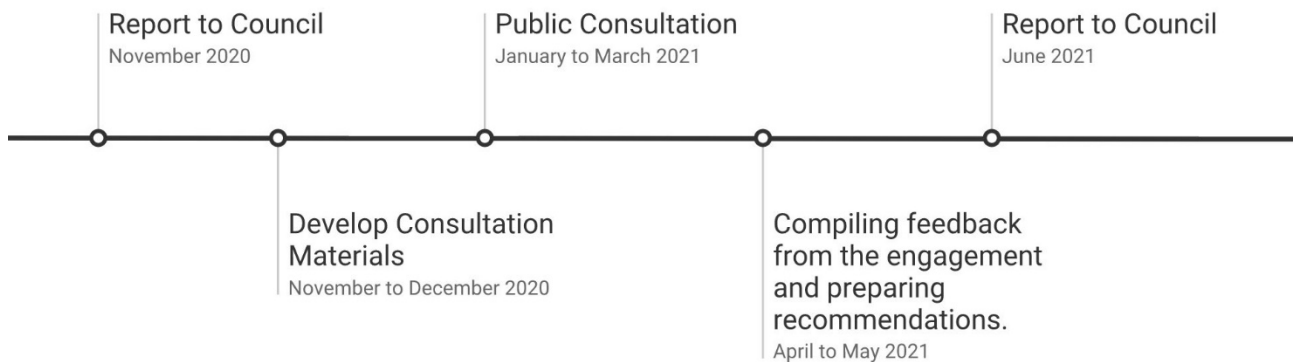 Report to Council
November 2020
Develop Consultation
Materials
November to December 2020
Public Consultation
January to March 2021
Compiling feedback
from the engagement
and preparing
recommendations.
April to May 2021
Report to Council
June 2021